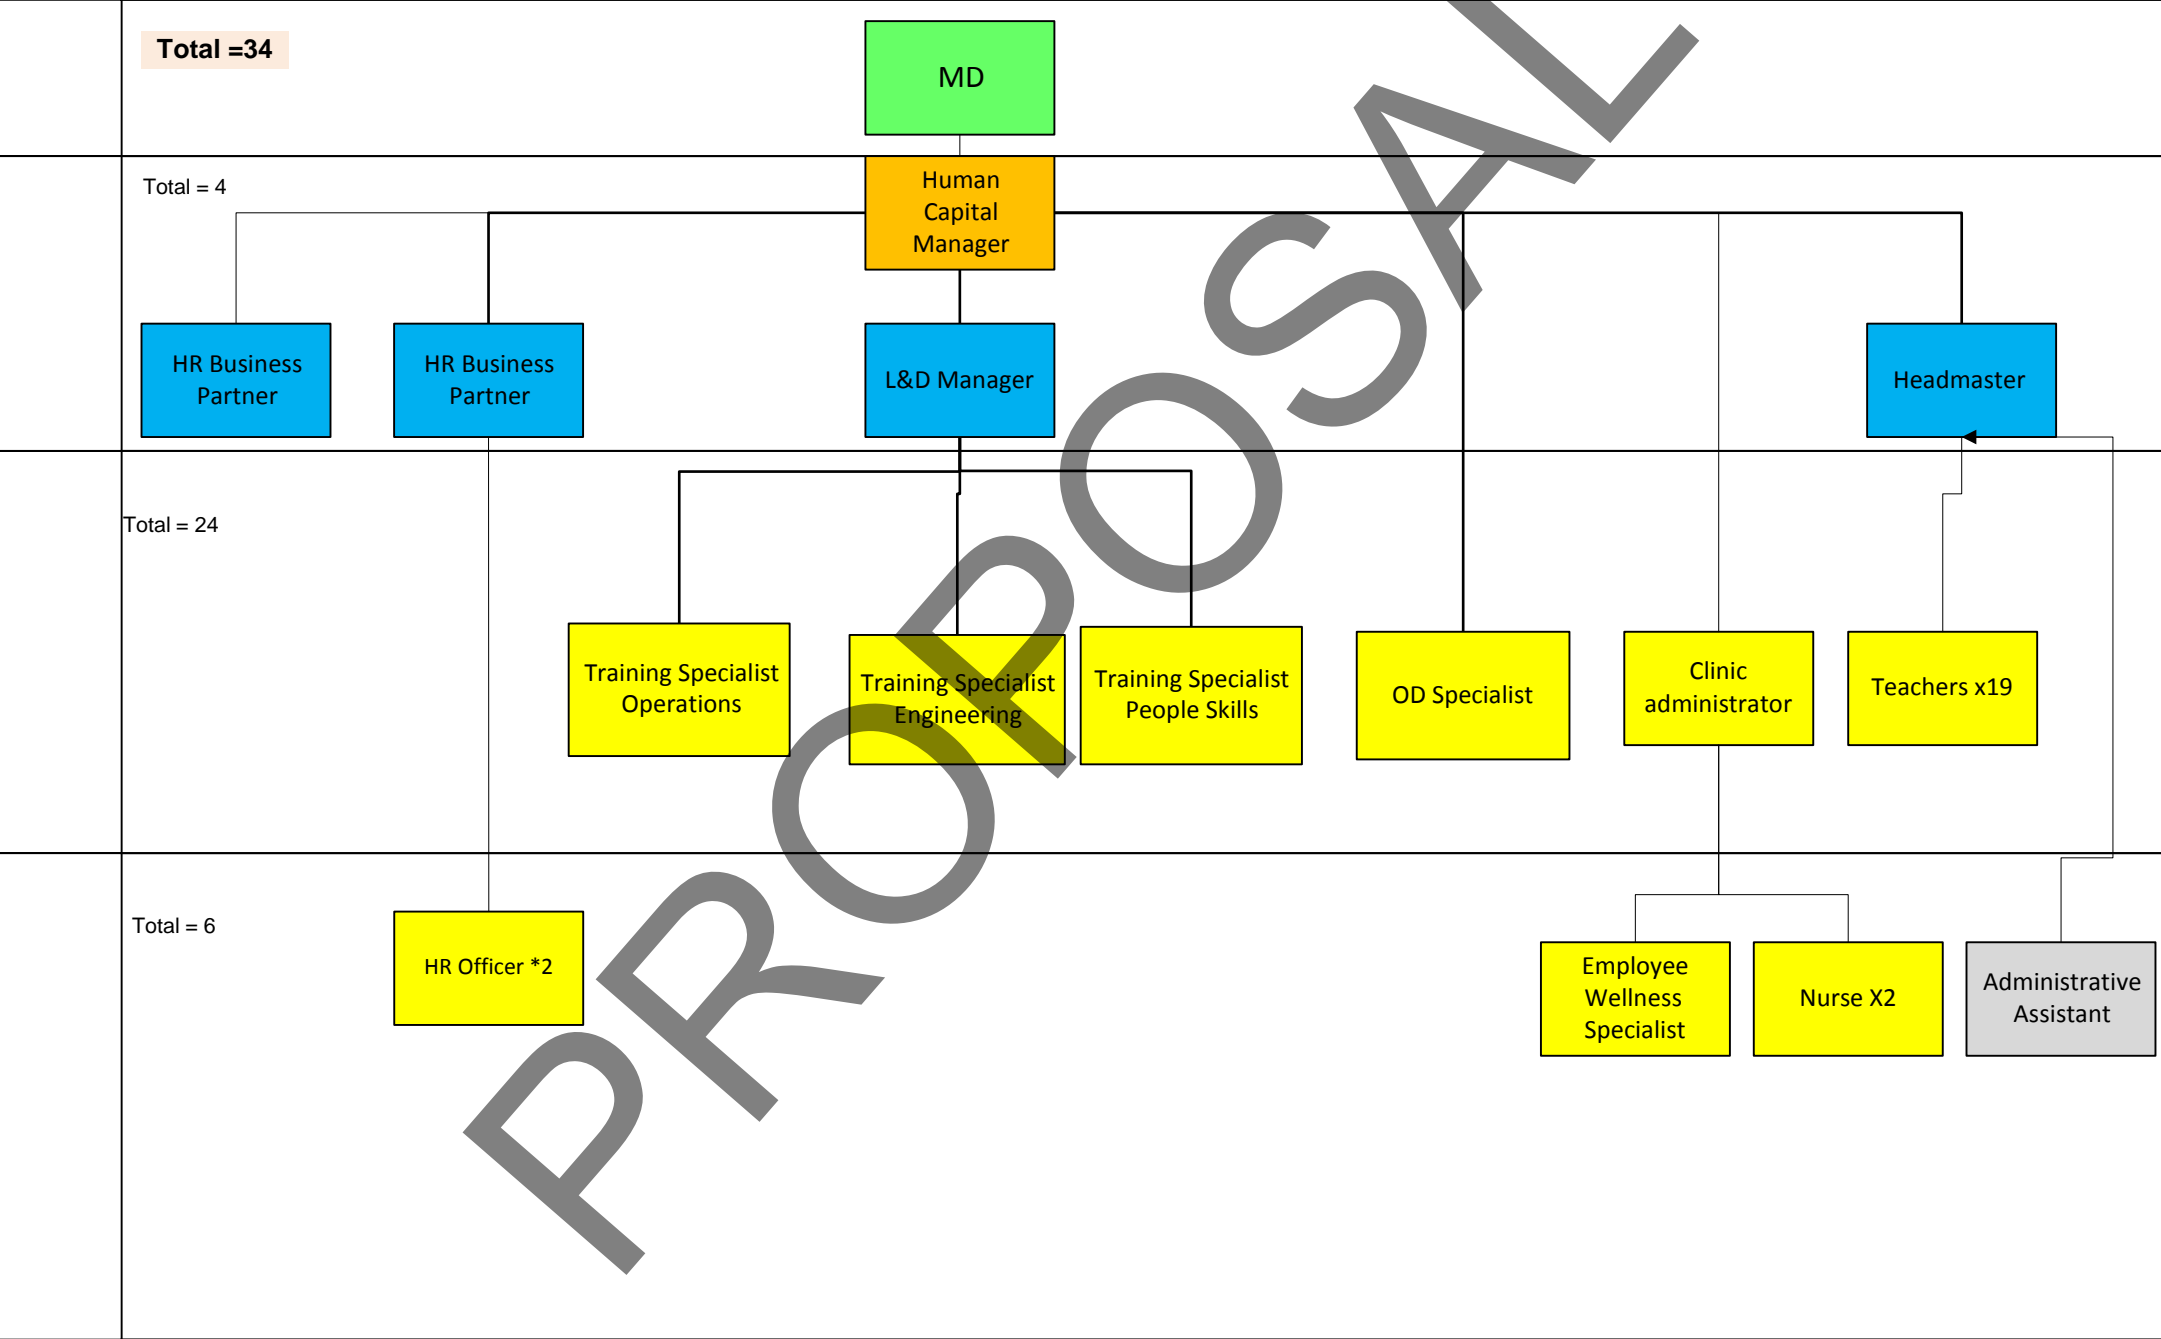 Total =34
MD
Total = 4
Human
Capital
Manager
HR Business
Partner
HR Business
Partner
L&D Manager
Headmaster
Total = 24
Training Specialist
Operations
Training Specialist
Engineering
Training Specialist
People Skills
OD Specialist
Clinic
administrator
Teachers x19
Total = 6
HR Officer *2
Employee
Wellness
Specialist
Nurse X2
Administrative
Assistant
PROPOSAL